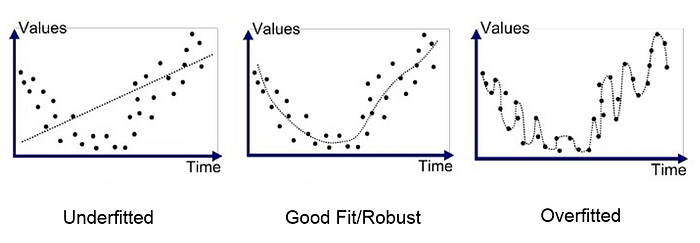 Values
Time
Underfitted
Values
Time
Good Fit/Robust
Values
Time
Overfitted